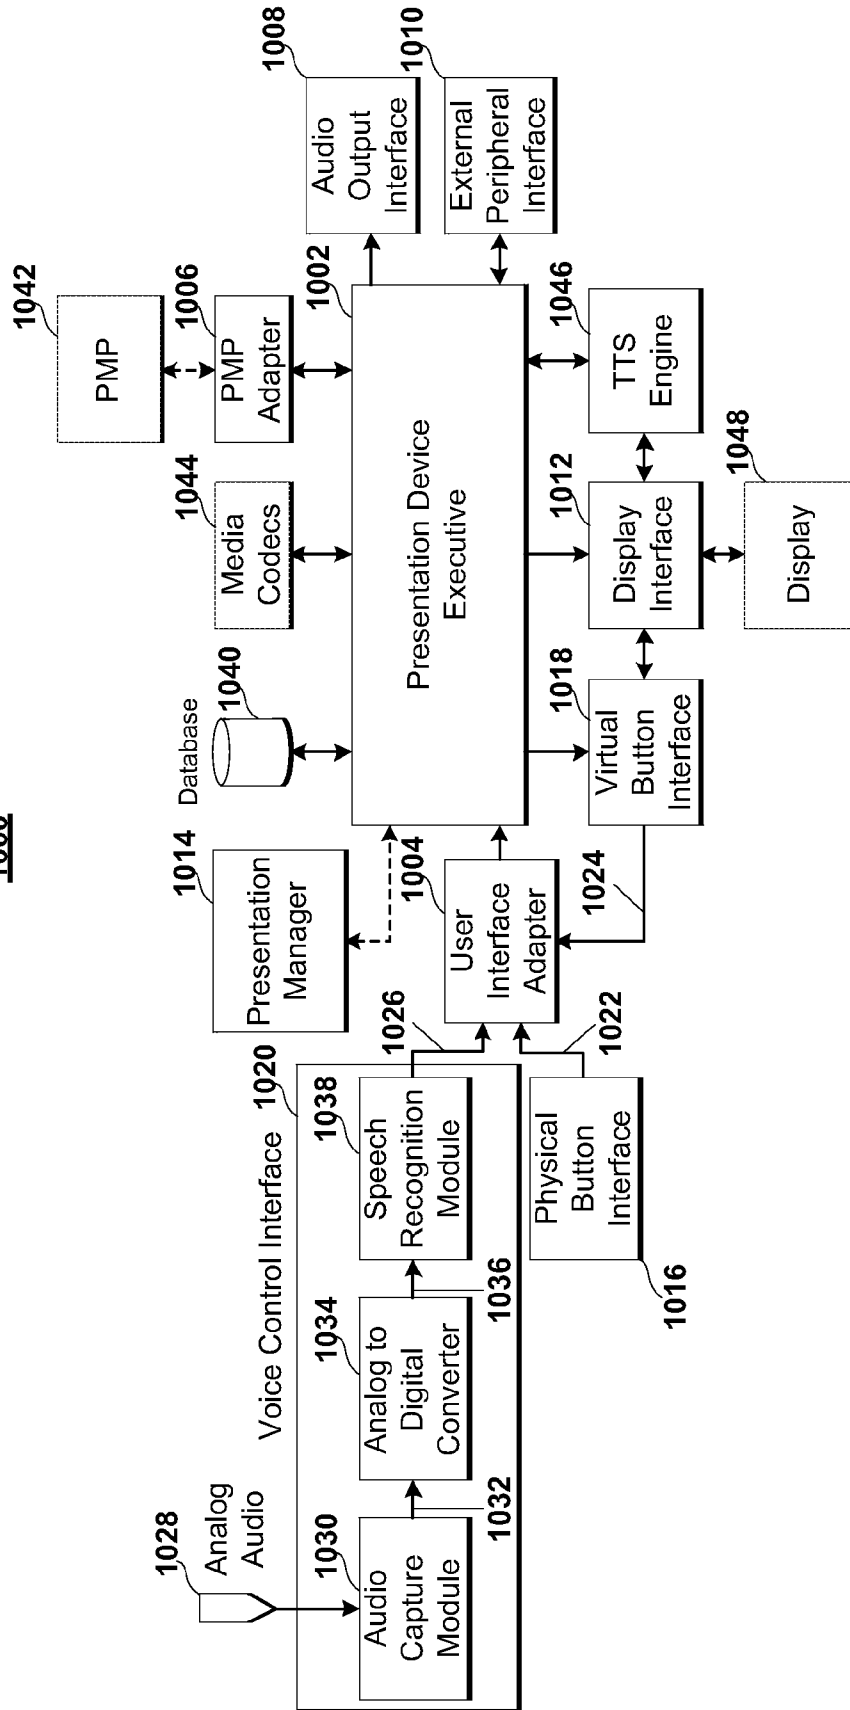 1028
Analog
Audio
Voice Control Interface
1020
1030
Audio
Capture
Module
1032
1034
Analog to
Digital
Converter
1036
1038
Speech
Recognition
Module
1026
1016
Physical
Button
Interface
1022
1014
Presentation
Manager
1004
User
Interface
Adapter
1024
Database
1040
1044
Media
Codecs
1042
PMP
1006
PMP
Adapter
1002
Presentation Device
Executive
1008
Audio
Output
Interface
1010
External
Peripheral
Interface
1018
Virtual
Button
Interface
1012
Display
Interface
1046
TTS
Engine
1048
Display